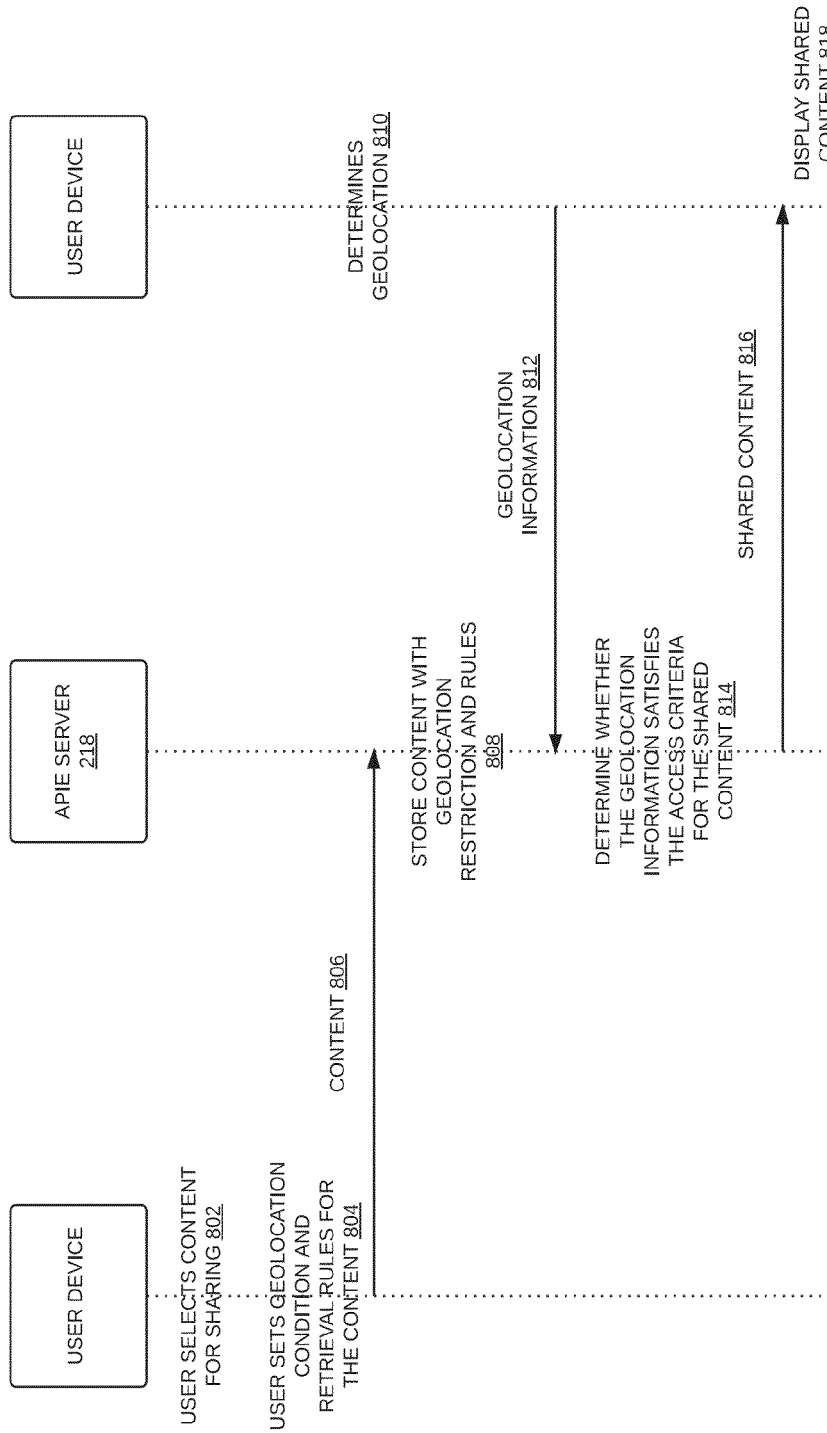 USER DEVICE
APIE SERVER
218
USER DEVICE
USER SELECTS CONTENT
FOR SHARING 802
USER SETS GEOLOCATION
CONDITION AND
RETRIEVAL RULES FOR
THE CONTENT 804
CONTENT 806
STORE CONTENT WITH
GEOLOCATION
RESTRICTION AND RULES
808
DETERMINES
GEOLOCATION 810
GEOLOCATION
INFORMATION 812
DETERMINE WHETHER
THE GEOLOCATION
INFORMATION SATISFIES
THE ACCESS CRITERIA
FOR THE SHARED
CONTENT 814
SHARED CONTENT 816
DISPLAY SHARED
CONTENT 818